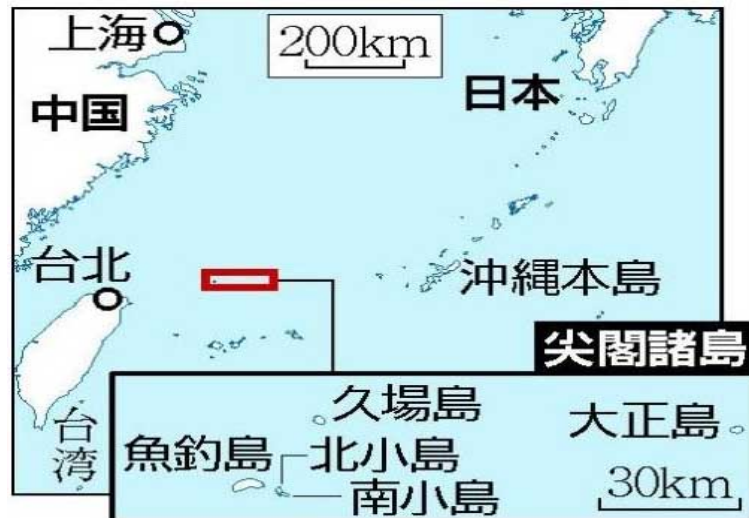 上海
200km
中国
日本
台北
沖縄本島
尖閣諸島
台湾
久場島
大正島
魚釣島
北小島
南小島
30km